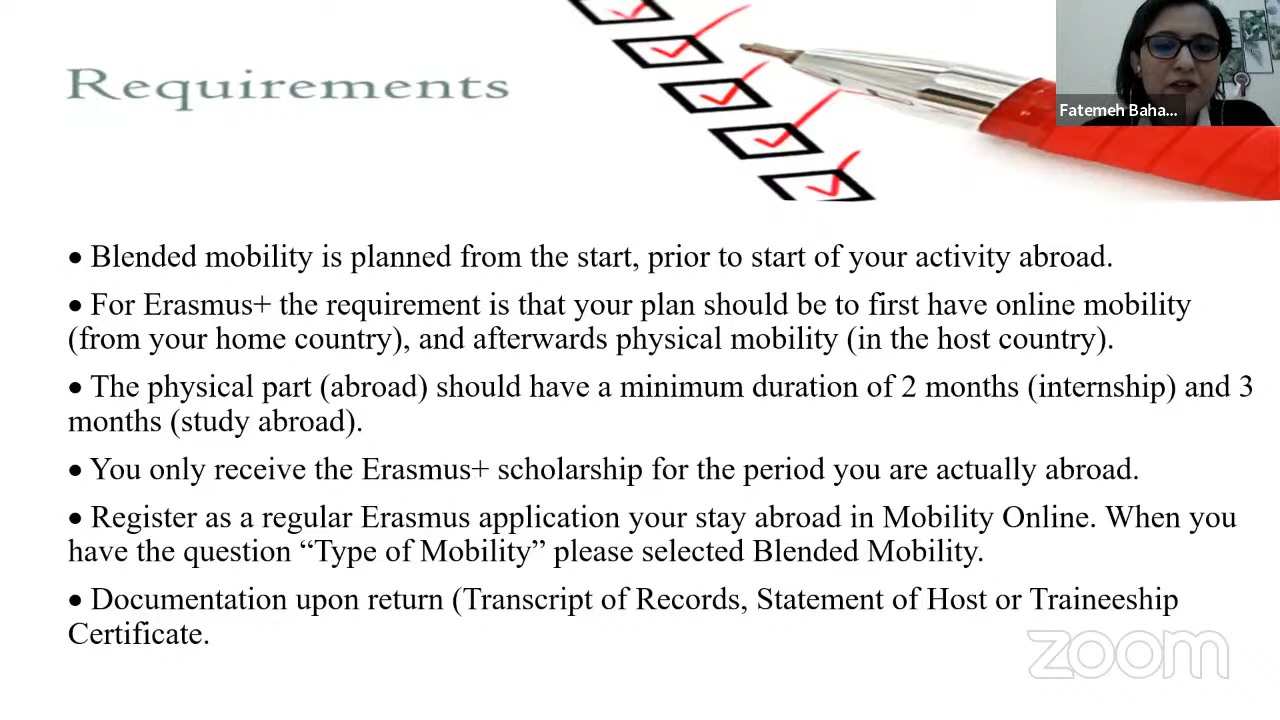 Requirements
Fatemeh Baha...
• Blended mobility is planned from the start, prior to start of your activity abroad.
• For Erasmus+ the requirement is that your plan should be to first have online mobility
(from your home country), and afterwards physical mobility (in the host country).
• The physical part (abroad) should have a minimum duration of 2 months (internship) and 3
months (study abroad).
• You only receive the Erasmus+ scholarship for the period you are actually abroad.
• Register as a regular Erasmus application your stay abroad in Mobility Online. When you
have the question “Type of Mobility” please selected Blended Mobility.
• Documentation upon return (Transcript of Records, Statement of Host or Traineeship
Certificate.
zoom